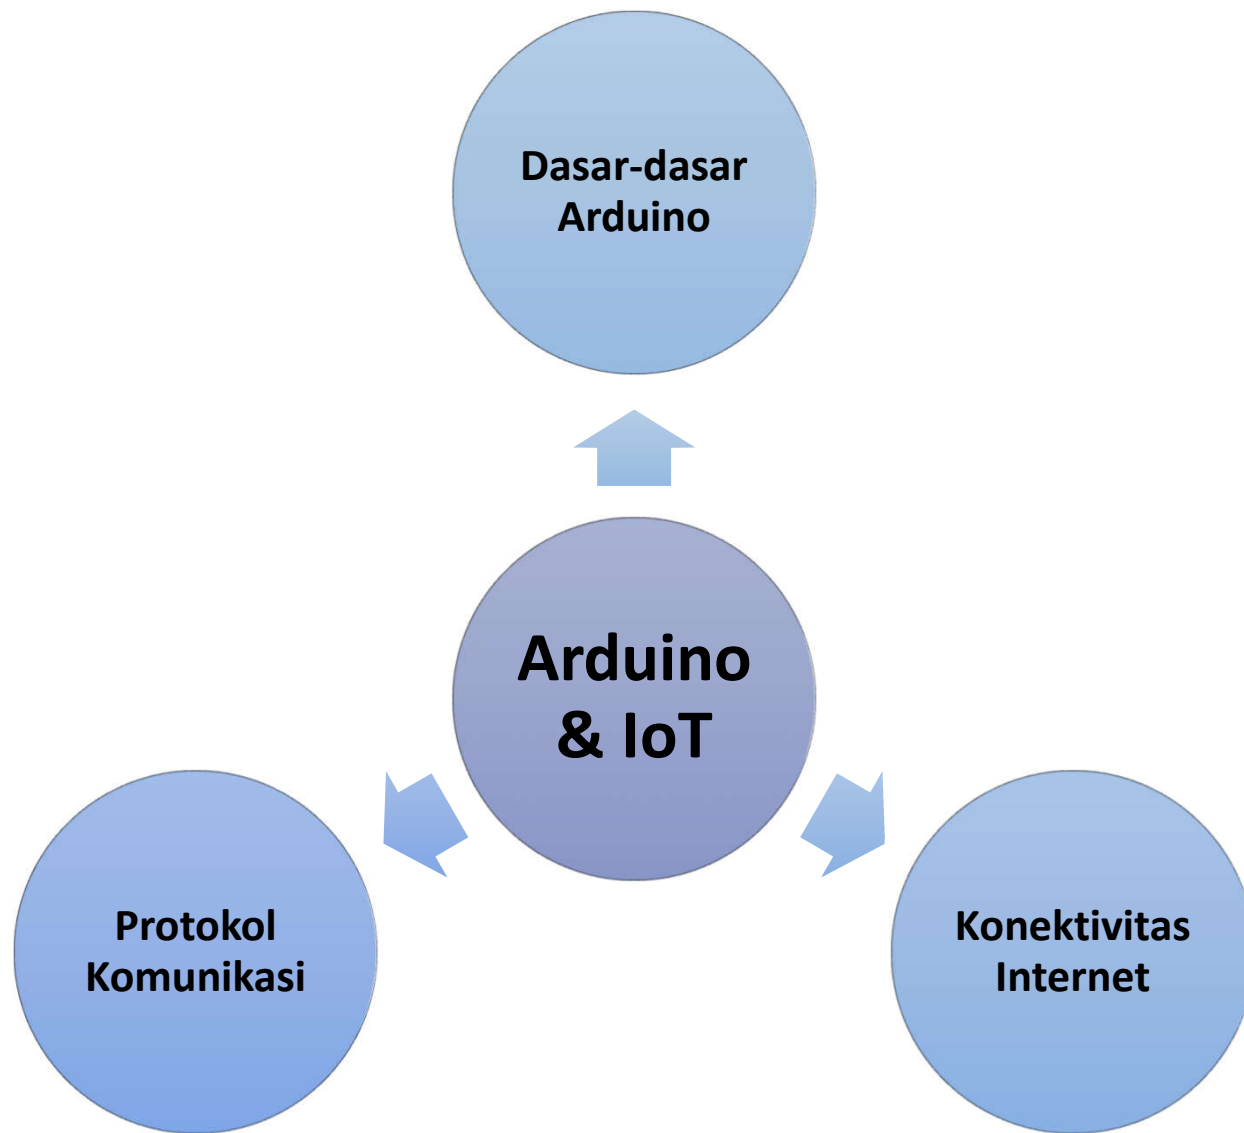 Dasar-dasar
Arduino
Arduino
& IoT
Protokol
Komunikasi
Konektivitas
Internet